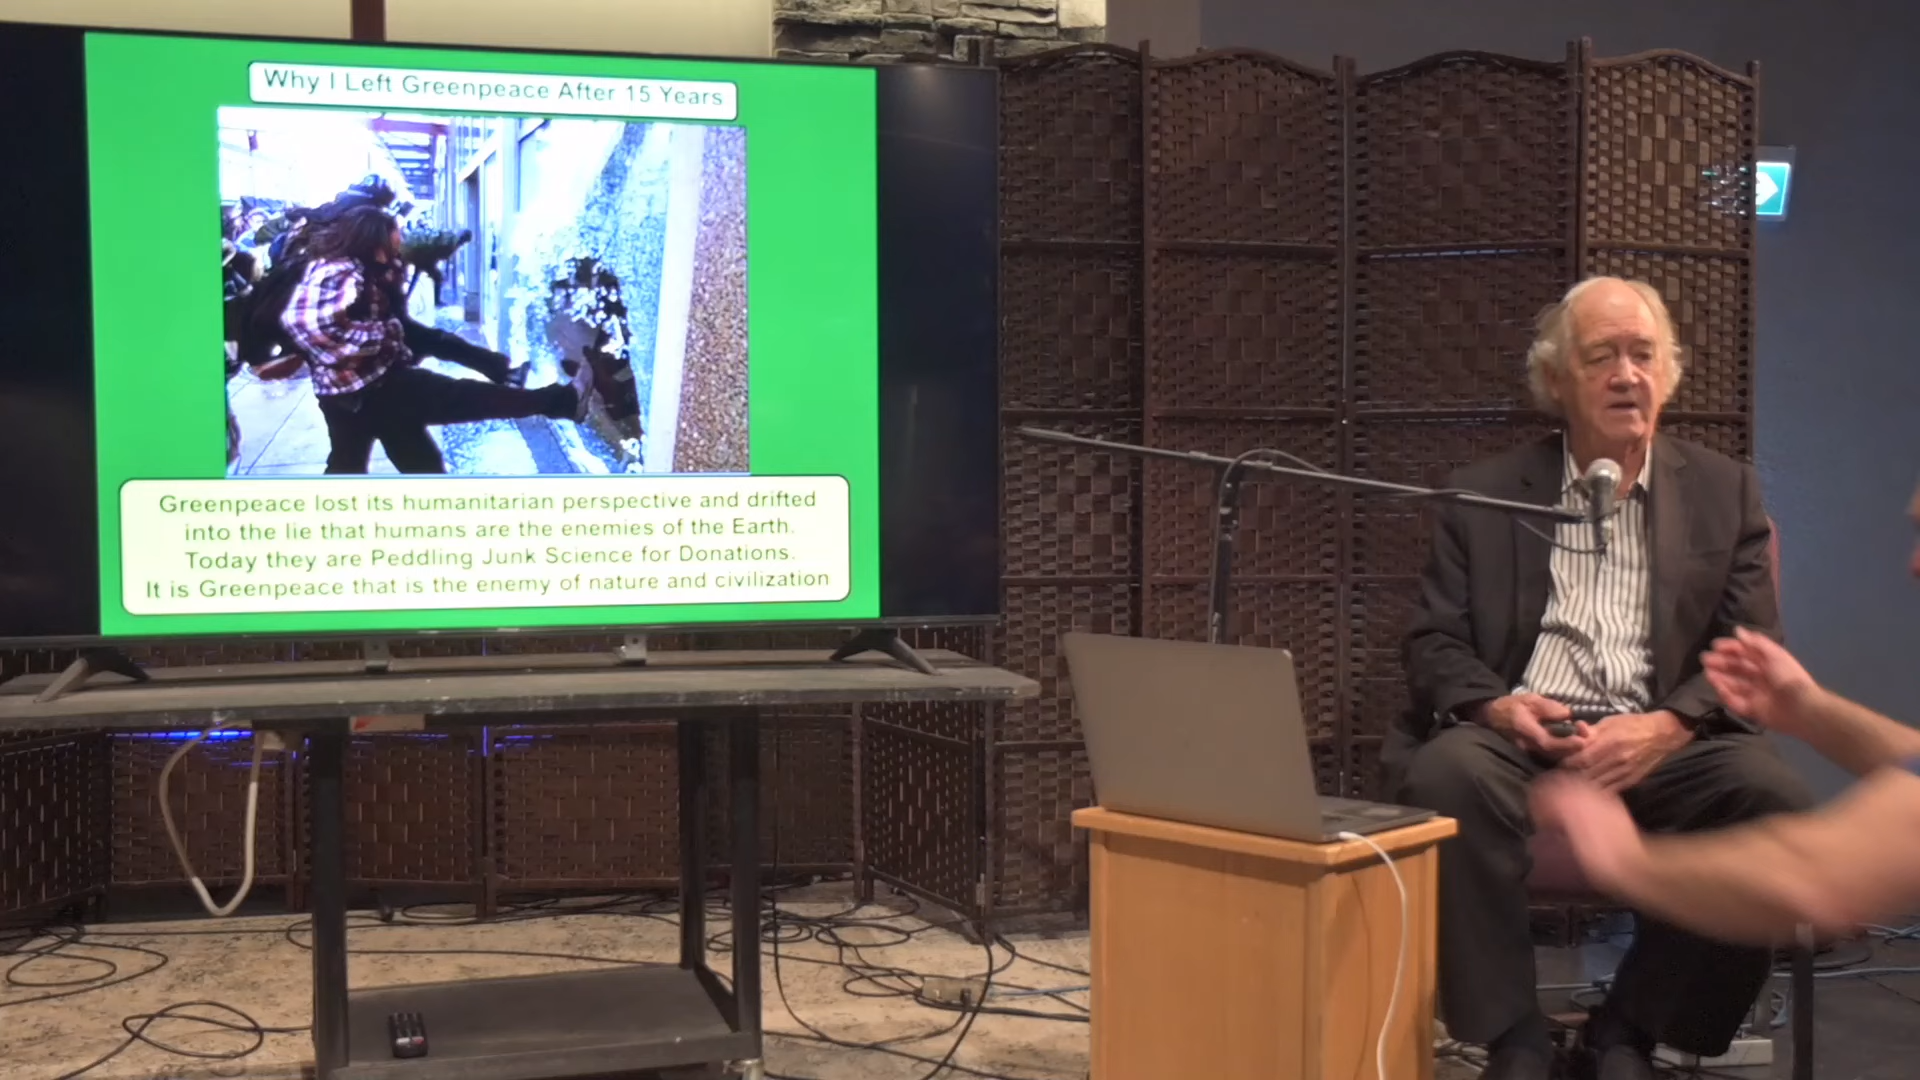 Why I Left Greenpeace After 15 Years
Greenpeace lost its humanitarian perspective and drifted
into the lie that humans are the enemies of the Earth.
Today they are Peddling Junk Science for Donations.
It is Greenpeace that is the enemy of nature and civilization